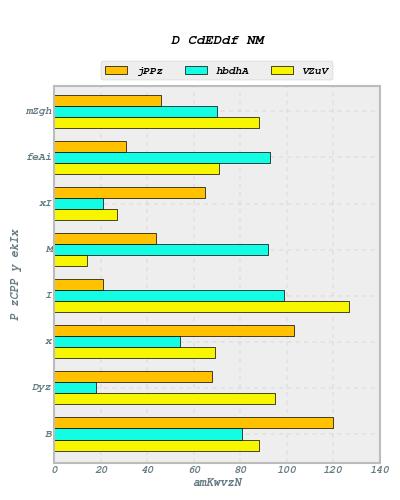 D CdEDdf NM
jPPz hbdhA VZuV
mZgh
feAi
xI
M
I
x
Dyz
B
P zCPP y ekIx
0 20 40 60 80 100 120 140
amKwvzN